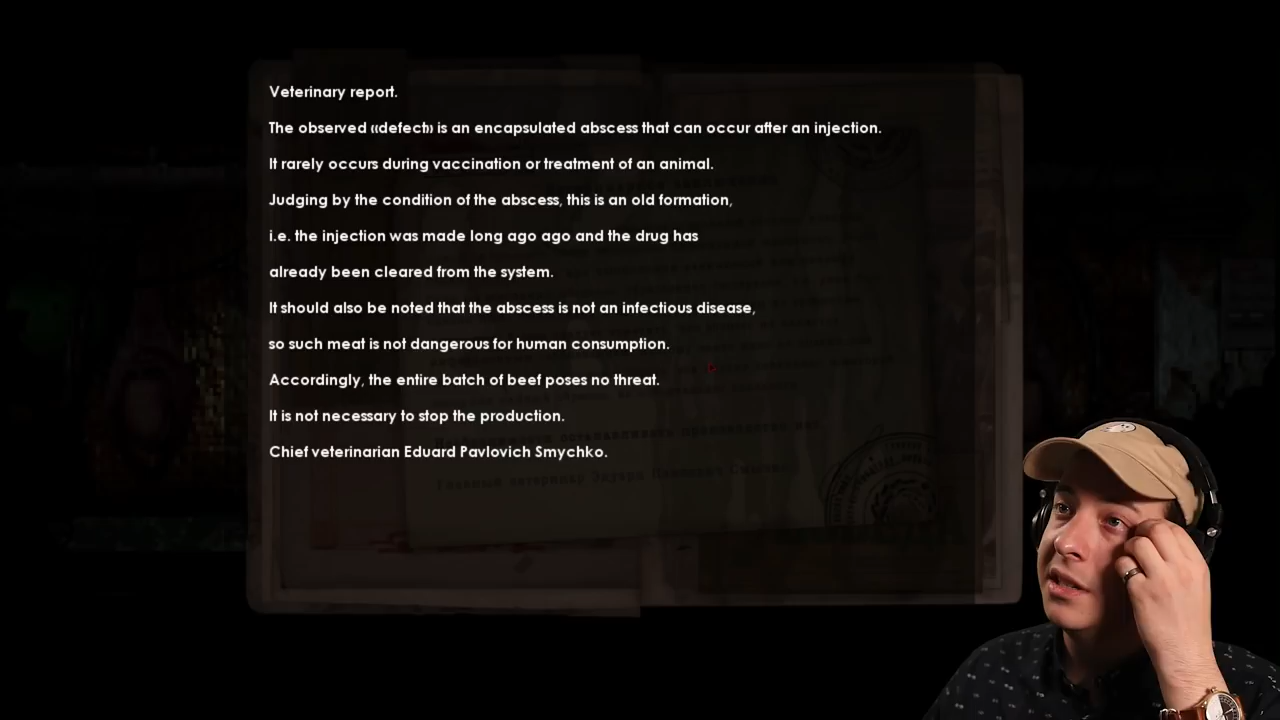 Veterinary report.
The observed «defect» is an encapsulated abscess that can occur after an injection.
It rarely occurs during vaccination or treatment of an animal.
Judging by the condition of the abscess, this is an old formation,
i.e. the injection was made long ago ago and the drug has
already been cleared from the system.
It should also be noted that the abscess is not an infectious disease,
so such meat is not dangerous for human consumption.
Accordingly, the entire batch of beef poses no threat.
It is not necessary to stop the production.
Chief veterinarian Eduard Pavlovich Smychko.